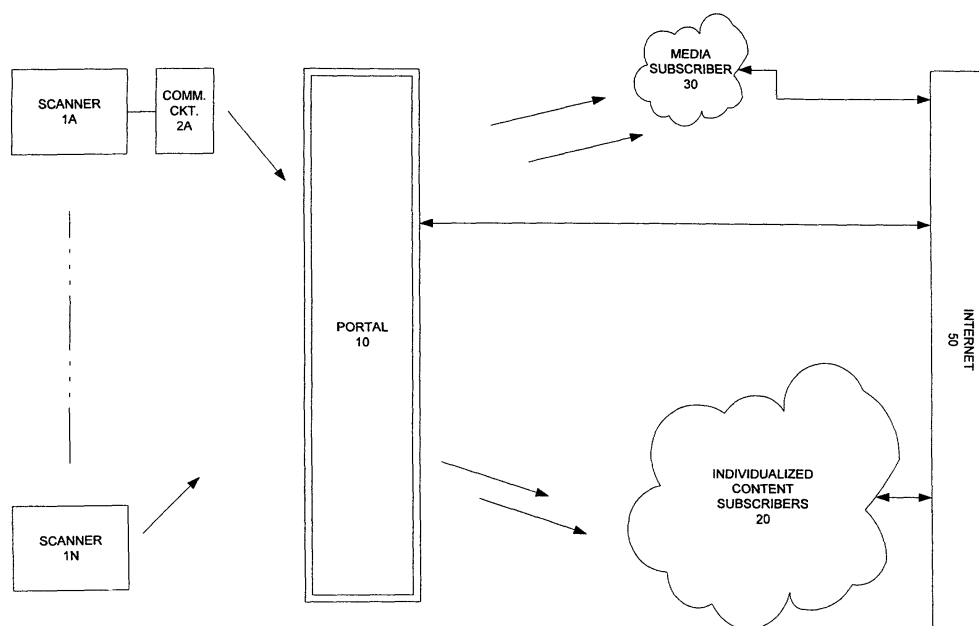 SCANNER
1A
COMM.
CKT.
2A
MEDIA
SUBSCRIBER
30
PORTAL
10
INTERNET
50
INDIVIDUALIZED
CONTENT
SUBSCRIBERS
20
SCANNER
1N